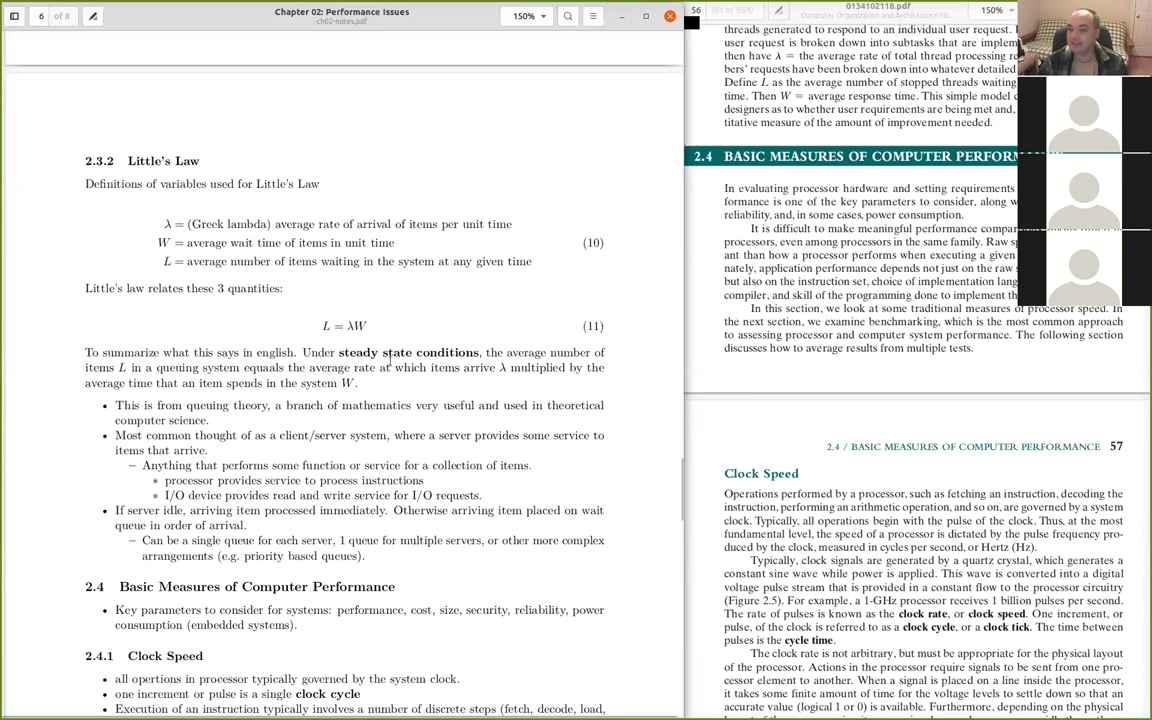 6 of 8
Chapter 02: Performance Issues
ch02-notes.pdf
150%
2.3.2 Little's Law
Definitions of variables used for Little's Law
λ = (Greek lambda) average rate of arrival of items per unit time
W = average wait time of items in unit time (10)
L = average number of items waiting in the system at any given time
Little's law relates these 3 quantities:
L = λW (11)
To summarize what this says in english. Under steady state conditions, the average number of
items L in a queuing system equaals the average rate at which items arrive λ multiplied by the
average time that an item spends in the system W.
• This is from queuing theory, a branch of mathematics very useful and used in theoretical
computer science.
• Most common thought of as a client/server system, where a server provides some service to
items that arrive.
– Anything that performs some function or service for a collection of items.
* processor provides service to process instructions
* I/O device provides read and write service for I/O requests.
• If server idle, arriving item processed immediately. Otherwise arriving item placed on wait
queue in order of arrival.
– Can be a single queue for each server, 1 queue for multiple servers, or other more complex
arrangements (e.g. priority based queues).
2.4 Basic Measures of Computer Performance
• Key parameters to consider for systems: performance, cost, size, security, reliability, power
consumption (embedded systems).
2.4.1 Clock Speed
• all opertions in processor typically governed by the system clock.
• one increment or pulse is a single clock cycle
• Execution of an instruction typically involves a number of discrete steps (fetch, decode, load,
56 (91 of 864)
0134102118.pdf
Computer Organization and Architecture 10...
150%
threads generated to respond to an individual user request.
user request is broken down into subtasks that are implem
then have λ = the average rate of total thread processing
bers' requests have been broken down into whatever detailed
Define L as the average number of stopped threads waiting
time. Then W = average response time. This simple model
designers as to whether user requirements are being met and,
titative measure of the amount of improvement needed.
2.4 BASIC MEASURES OF COMPUTER PERFORM
In evaluating processor hardware and setting requirements
formance is one of the key parameters to consider, along
reliability, and, in some cases, power consumption.
It is difficult to make meaningful performance compar
processors, even among processors in the same family. Raw
ant than how a processor performs when executing a given
nately, application performance depends not just on the raw
but also on the instruction set, choice of implementation
compiler, and skill of the programming done to implement
In this section, we look at some traditional measures of processor speed. In
the next section, we examine benchmarking, which is the most common approach
to assessing processor and computer system performance. The following section
discusses how to average results from multiple tests.
2.4 / BASIC MEASURES OF COMPUTER PERFORMANCE 57
Clock Speed
Operations performed by a processor, such as fetching an instruction, decoding the
instruction, performing an arithmetic operation, and so on, are governed by a system
clock. Typically, all operations begin with the pulse of the clock. Thus, at the most
fundamental level, the speed of a processor is dictated by the pulse frequency pro-
duced by the clock, measured in cycles per second, or Hertz (Hz).
Typically, clock signals are generated by a quartz crystal, which generates a
constant sine wave while power is applied. This wave is converted into a digital
voltage pulse stream that is provided in a constant flow to the processor circuitry
(Figure 2.5). For example, a 1-GHz processor receives 1 billion pulses per second.
The rate of pulses is known as the clock rate, or clock speed. One increment, or
pulse, of the clock is referred to as a clock cycle, or a clock tick. The time between
pulses is the cycle time.
The clock rate is not arbitrary, but must be appropriate for the physical layout
of the processor. Actions in the processor require signals to be sent from one pro-
cessor element to another. When a signal is placed on a line inside the processor,
it takes some finite amount of time for the voltage levels to settle down so that an
accurate value (logical 1 or 0) is available. Furthermore, depending on the physical